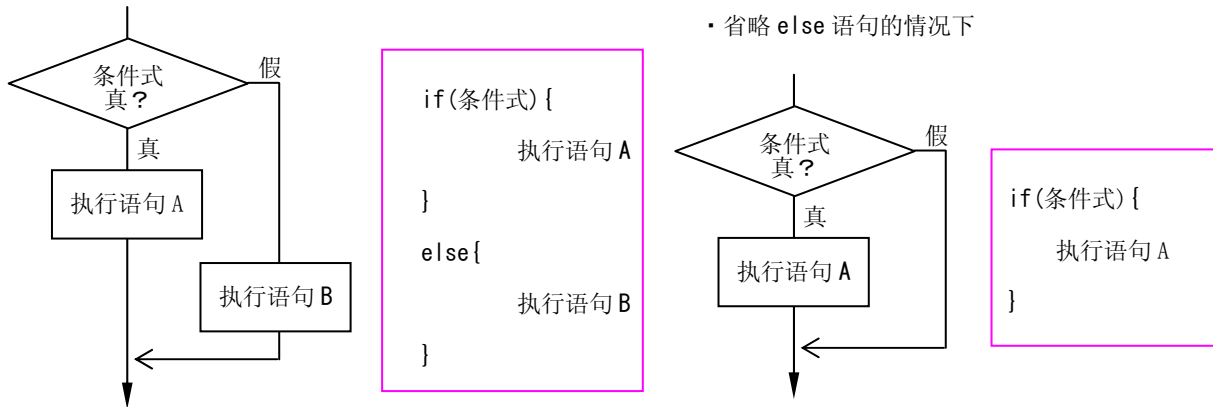 条件式
真？
假
真
执行语句 A
执行语句 B
if(条件式){
执行语句 A
}
else{
执行语句 B
}
・省略 else 语句的情况下
条件式
真？
假
真
执行语句 A
if(条件式){
执行语句 A
}